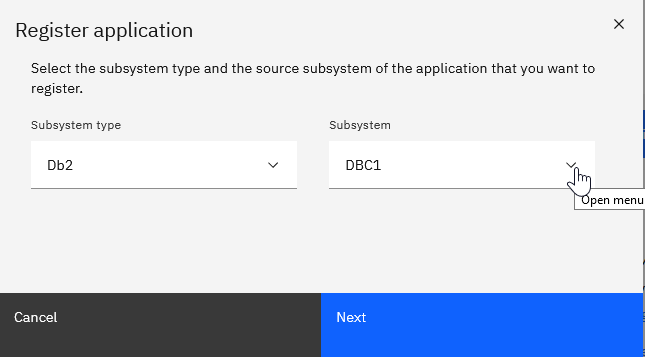 Register application
Select the subsystem type and the source subsystem of the application that you want to
register.
Subsystem type
Subsystem
Db2
DBC1
Open menu
Cancel
Next